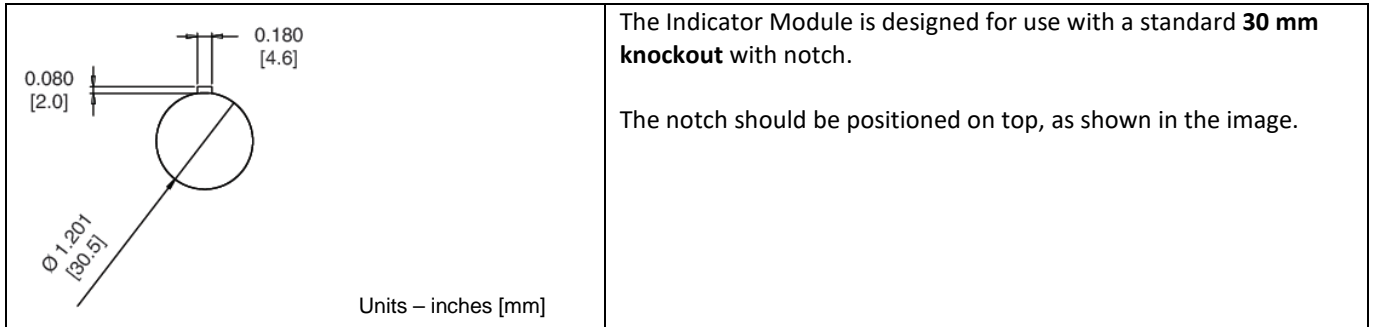 0.180
[4.6]
0.080
[2.0]
Ø 1.201
[30.5]
Units – inches [mm]
The Indicator Module is designed for use with a standard 30 mm
knockout with notch.
The notch should be positioned on top, as shown in the image.